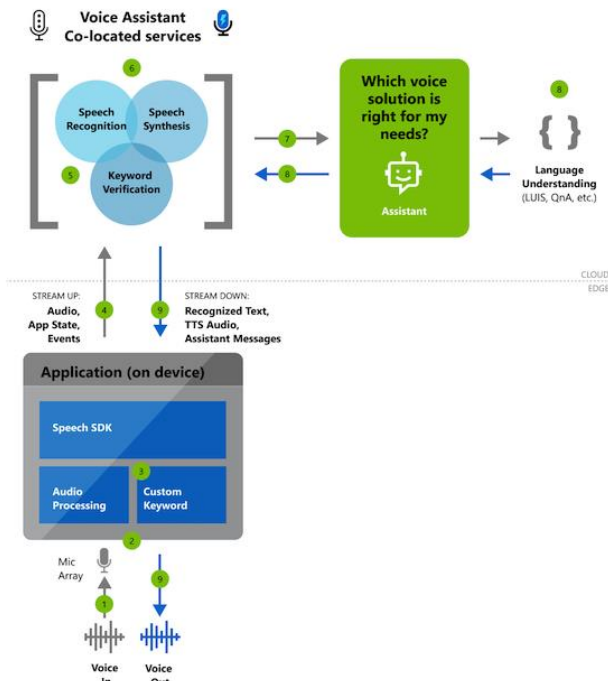 Voice Assistant
Co-located services
6
Speech
Recognition
Speech
Synthesis
5
Keyword
Verification
7
8
Which voice
solution is
right for my
needs?
Assistant
8
{ }
Language
Understanding
(LUIS, QnA, etc.)
CLOUD
EDGE
STREAM UP:
Audio,
App State,
Events
4
9
STREAM DOWN:
Recognized Text,
TTS Audio,
Assistant Messages
Application (on device)
Speech SDK
3
Audio
Processing
Custom
Keyword
2
Mic
Array
1
9
Voice
In
Voice
Out